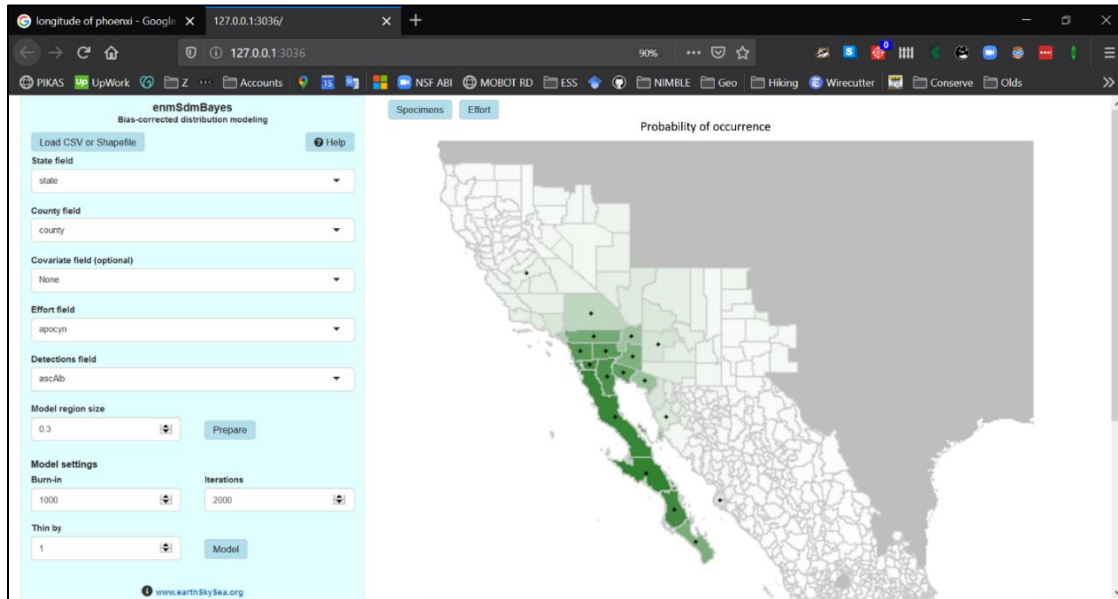 longitude of phoenxi - Google
127.0.0.1:3036/
127.0.0.1:3036
90%
0
PIKAS
Up UpWork
Z
Accounts
15
NSF ABI
MOBOT RD
ESS
NIMBLE
Geo
Hiking
Wirecutter
Conserve
Olds
enmSdmBayes
Bias-corrected distribution modeling
Load CSV or Shapefile
Help
State field
state
County field
county
Covariate field (optional)
None
Effort field
apocyn
Detections field
ascAlb
Model region size
0.3
Prepare
Model settings
Burn-in
Iterations
1000
2000
Thin by
1
Model
www.earthSkySea.org
Specimens
Effort
Probability of occurrence